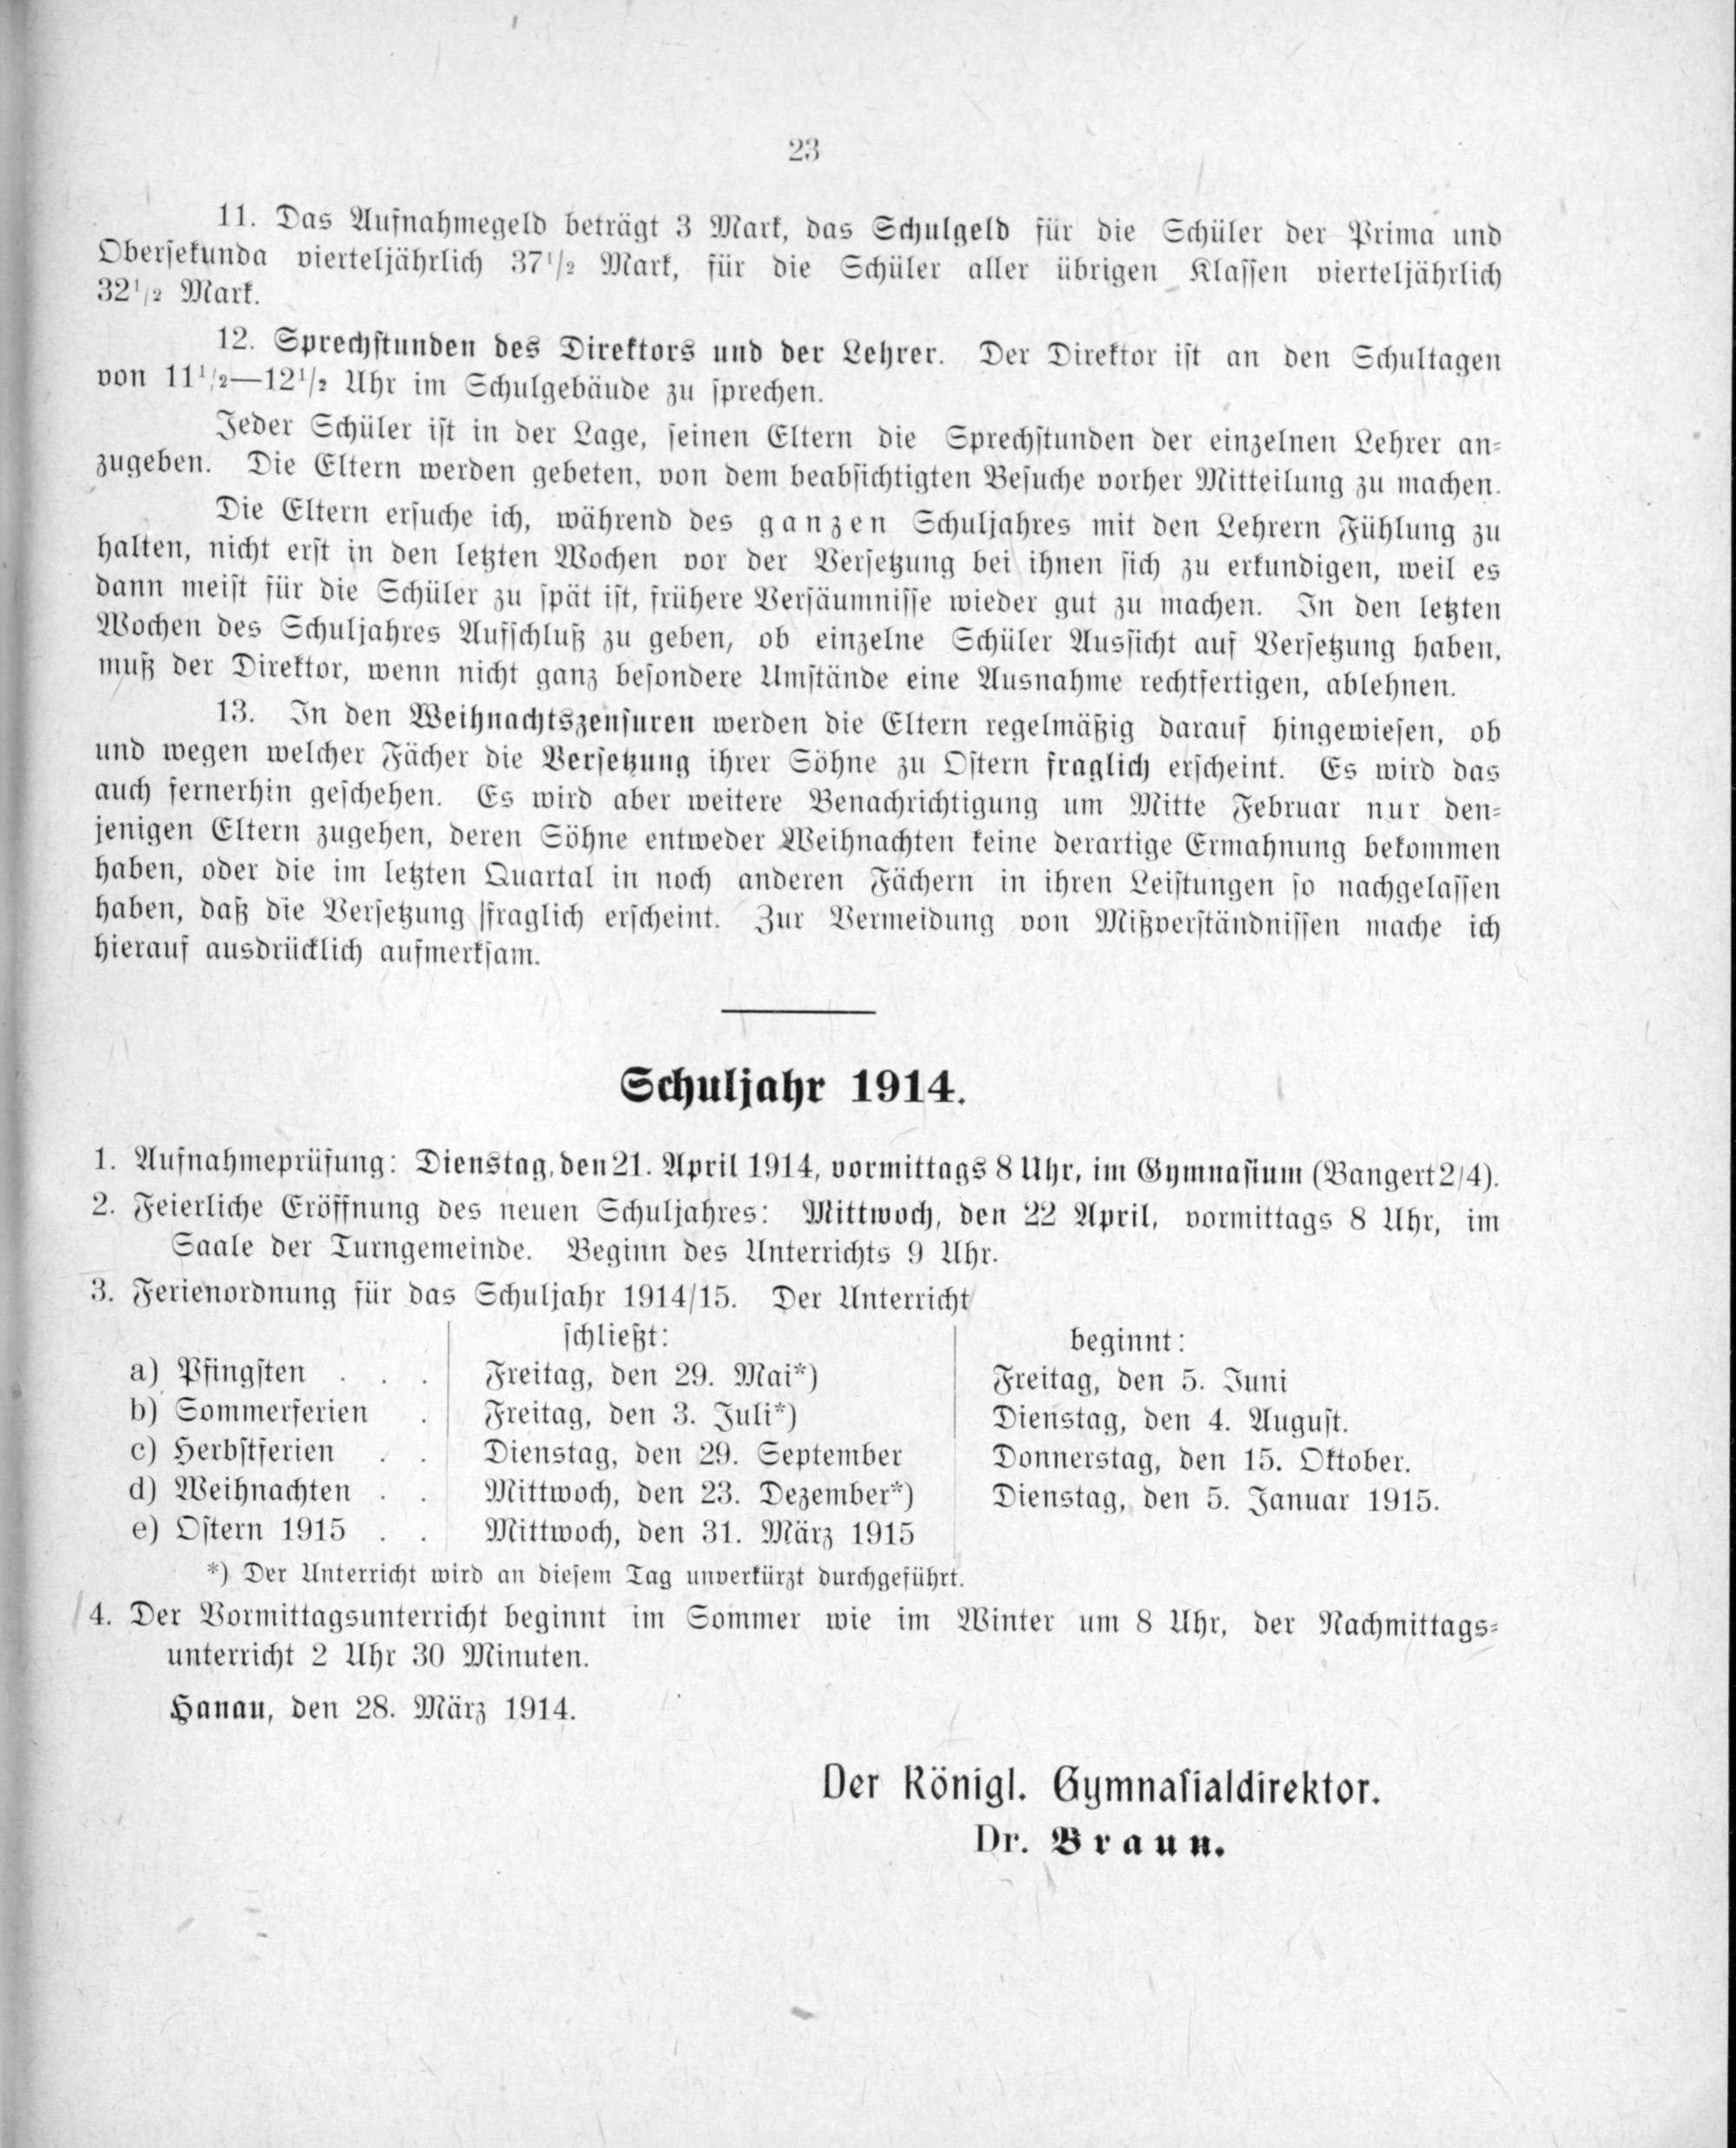 23
11. Das Aufnahmegeld beträgt 3 Mark, das Schulgeld für die Schüler der Prima und
Obersekunda vierteljährlich 37¹/₂ Mark, für die Schüler aller übrigen Klassen vierteljährlich
32¹/₂ Mark.
12. Sprechstunden des Direktors und der Lehrer. Der Direktor ist an den Schultagen
von 11¹/₂—12¹/₂ Uhr im Schulgebäude zu sprechen.
Jeder Schüler ist in der Lage, seinen Eltern die Sprechstunden der einzelnen Lehrer an-
zugeben. Die Eltern werden gebeten, von dem beabsichtigten Besuche vorher Mitteilung zu machen.
Die Eltern ersuche ich, während des ganzen Schuljahres mit den Lehrern Fühlung zu
halten, nicht erst in den letzten Wochen vor der Versetzung bei ihnen sich zu erkundigen, weil es
dann meist für die Schüler zu spät ist, frühere Versäumnisse wieder gut zu machen. In den letzten
Wochen des Schuljahres Aufschluß zu geben, ob einzelne Schüler Aussicht auf Versetzung haben,
muß der Direktor, wenn nicht ganz besondere Umstände eine Ausnahme rechtfertigen, ablehnen.
13. In den Weihnachtszensuren werden die Eltern regelmäßig darauf hingewiesen, ob
und wegen welcher Fächer die Versetzung ihrer Söhne zu Ostern fraglich erscheint. Es wird das
auch fernerhin geschehen. Es wird aber weitere Benachrichtigung um Mitte Februar nur den-
jenigen Eltern zugehen, deren Söhne entweder Weihnachten keine derartige Ermahnung bekommen
haben, oder die im letzten Quartal in noch anderen Fächern in ihren Leistungen so nachgelassen
haben, daß die Versetzung fraglich erscheint. Zur Vermeidung von Mißverständnissen mache ich
hierauf ausdrücklich aufmerksam.
Schuljahr 1914.
1. Aufnahmeprüfung: Dienstag, den 21. April 1914, vormittags 8 Uhr, im Gymnasium (Bangert 2/4).
2. Feierliche Eröffnung des neuen Schuljahres: Mittwoch, den 22 April, vormittags 8 Uhr, im
Saale der Turngemeinde. Beginn des Unterrichts 9 Uhr.
3. Ferienordnung für das Schuljahr 1914/15. Der Unterricht
schließt: beginnt:
a) Pfingsten . . . Freitag, den 29. Mai*) Freitag, den 5. Juni
b) Sommerferien . Freitag, den 3. Juli*) Dienstag, den 4. August.
c) Herbstferien . . Dienstag, den 29. September Donnerstag, den 15. Oktober.
d) Weihnachten . . Mittwoch, den 23. Dezember*) Dienstag, den 5. Januar 1915.
e) Ostern 1915 . . Mittwoch, den 31. März 1915
*) Der Unterricht wird an diesem Tag unverkürzt durchgeführt.
4. Der Vormittagsunterricht beginnt im Sommer wie im Winter um 8 Uhr, der Nachmittags-
unterricht 2 Uhr 30 Minuten.
Hanau, den 28. März 1914.
Der Königl. Gymnasialdirektor.
Dr. Braun.